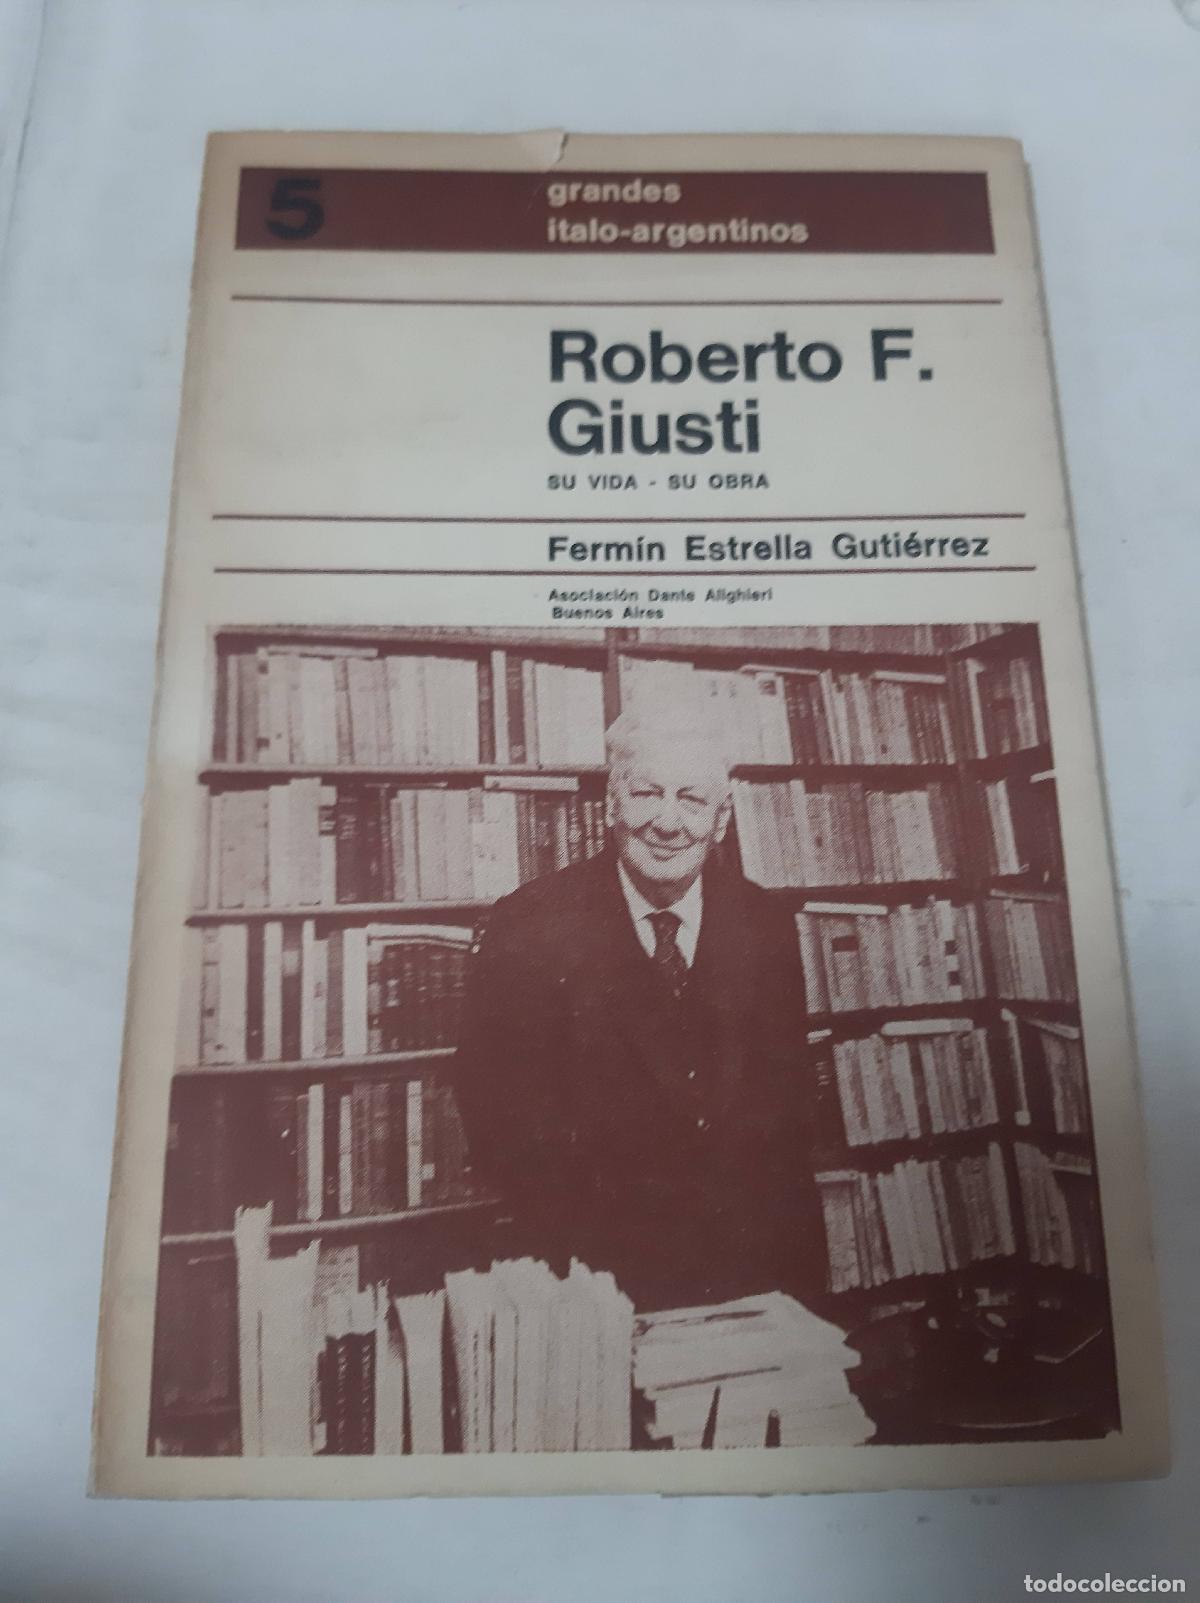 5
grandes
italo-argentinos
Roberto F.
Giusti
SU VIDA - SU OBRA
Fermín Estrella Gutiérrez
Asociación Dante Alighieri
Buenos Aires
todocoleccion